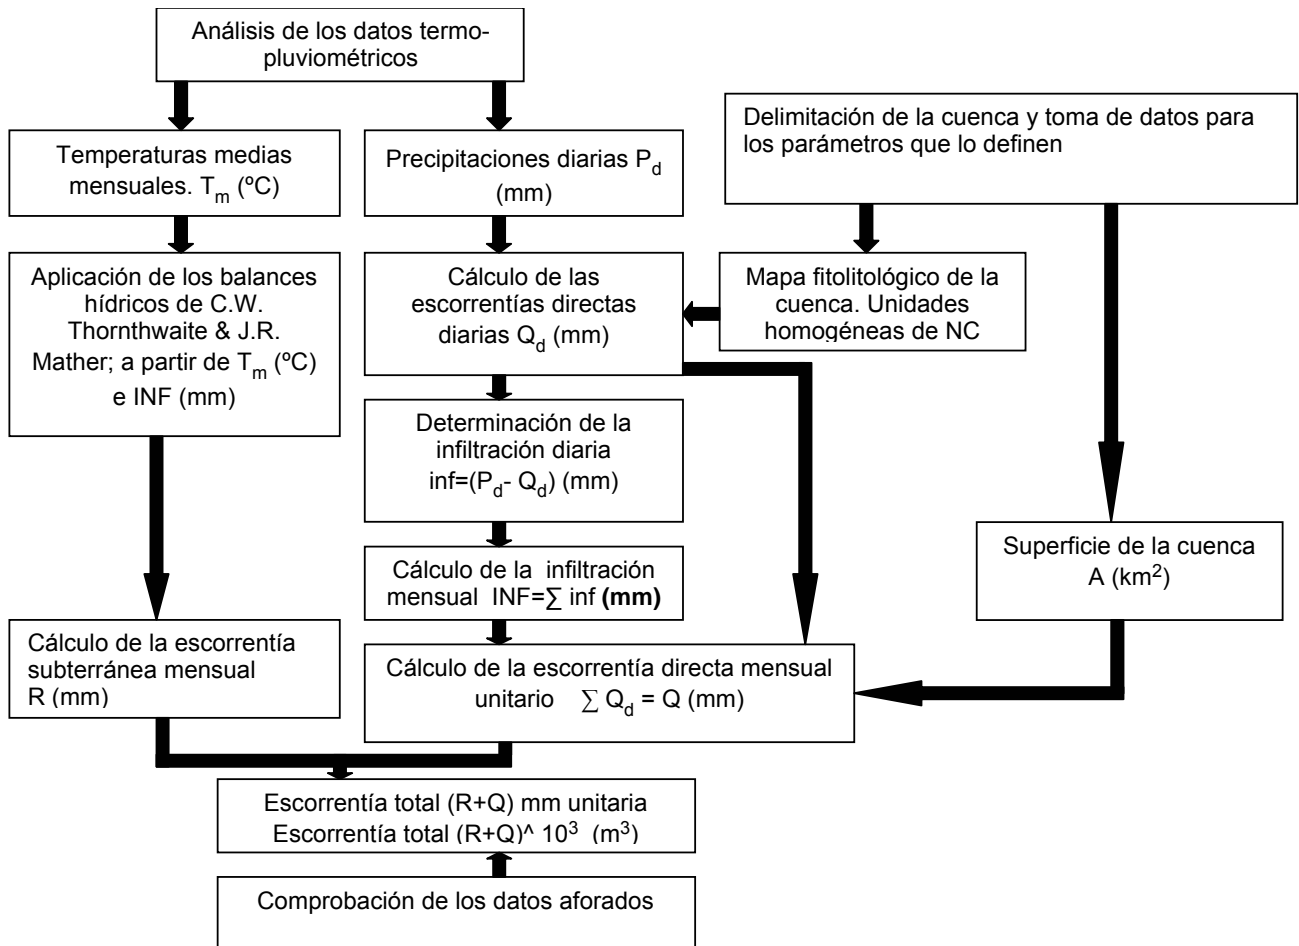 Análisis de los datos termo-
pluviométricos
Temperaturas medias
mensuales. Tm (ºC)
Precipitaciones diarias Pd
(mm)
Delimitación de la cuenca y toma de datos para
los parámetros que lo definen
Aplicación de los balances
hídricos de C.W.
Thornthwaite & J.R.
Mather; a partir de Tm (ºC)
e INF (mm)
Cálculo de las
escorrentías directas
diarias Qd (mm)
Mapa fitolitológico de la
cuenca. Unidades
homogéneas de NC
Determinación de la
infiltración diaria
inf=(Pd- Qd) (mm)
Superficie de la cuenca
A (km²)
Cálculo de la infiltración
mensual INF=∑ inf (mm)
Cálculo de la escorrentía
subterránea mensual
R (mm)
Cálculo de la escorrentía directa mensual
unitario ∑ Qd = Q (mm)
Escorrentía total (R+Q) mm unitaria
Escorrentía total (R+Q)^ 10³ (m³)
Comprobación de los datos aforados